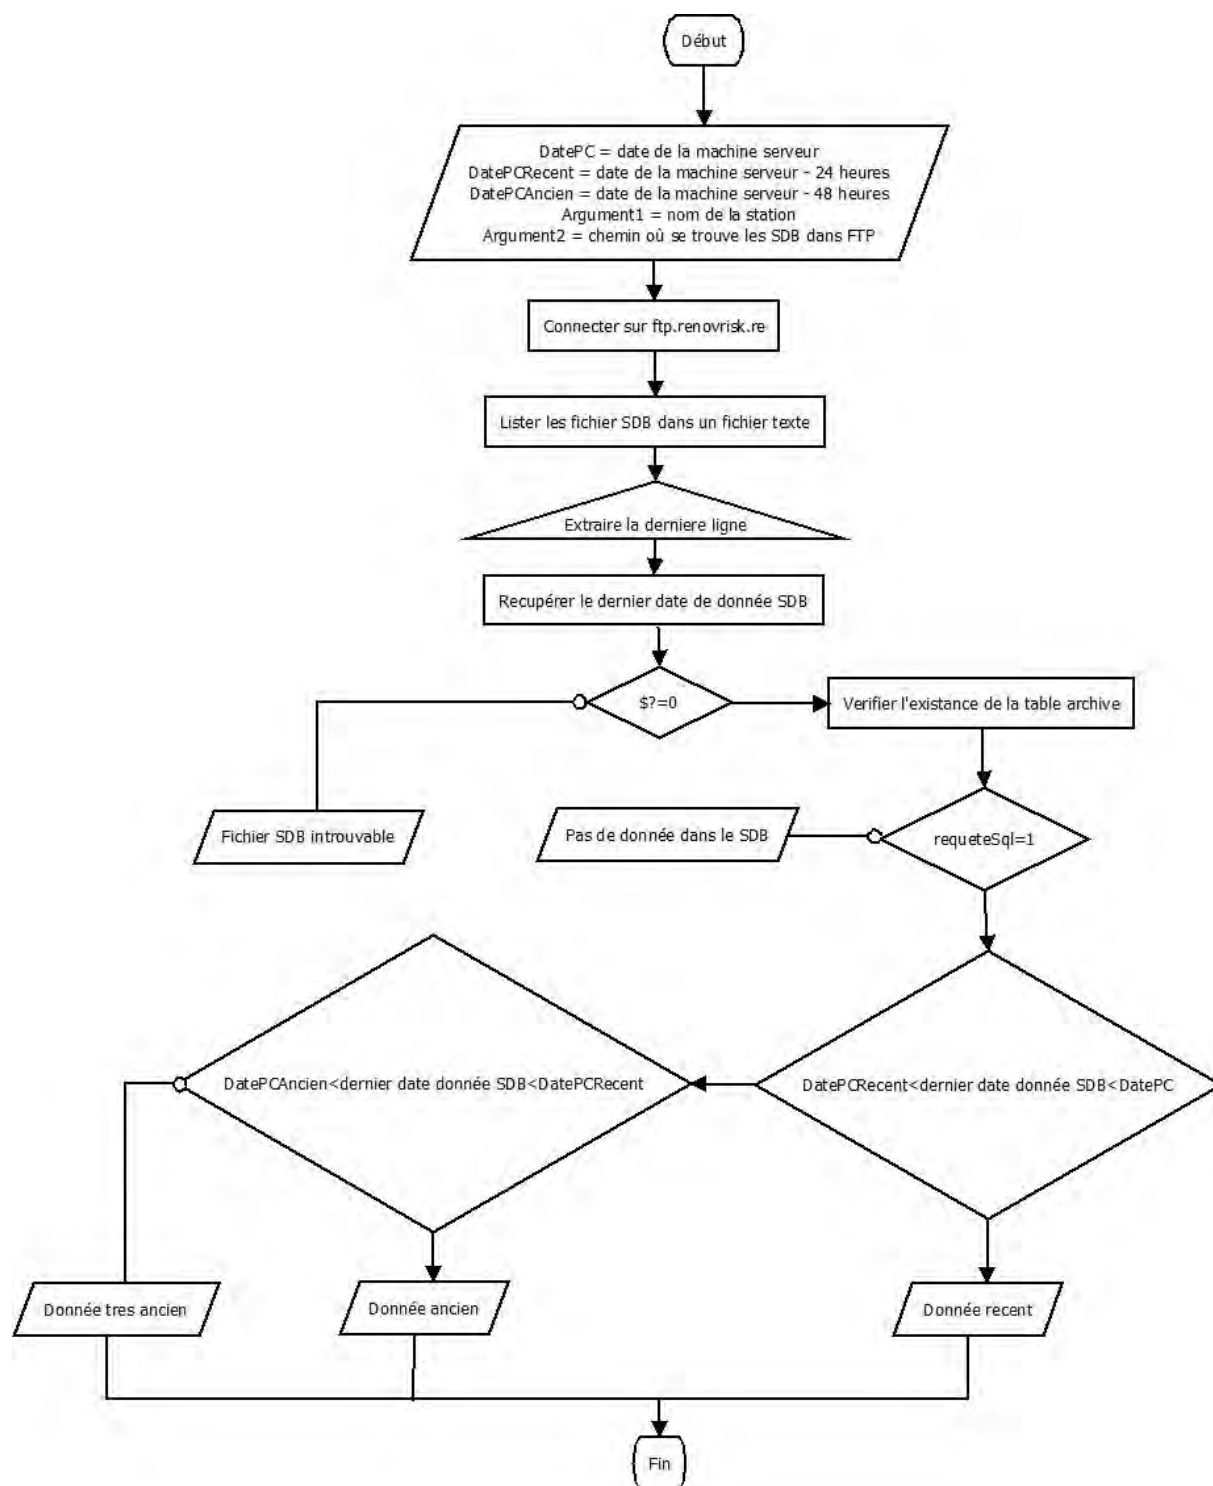 Début
DatePC = date de la machine serveur
DatePCRecent = date de la machine serveur - 24 heures
DatePCAncien = date de la machine serveur - 48 heures
Argument1 = nom de la station
Argument2 = chemin où se trouve les SDB dans FTP
Connecter sur ftp.renovrisk.re
Lister les fichier SDB dans un fichier texte
Extraire la derniere ligne
Recupérer le dernier date de donnée SDB
$?=0
Verifier l'existance de la table archive
Fichier SDB introuvable
Pas de donnée dans le SDB
requeteSql=1
DatePCAncien<dernier date donnée SDB<DatePCRecent
DatePCRecent<dernier date donnée SDB<DatePC
Donnée tres ancien
Donnée ancien
Donnée recent
Fin